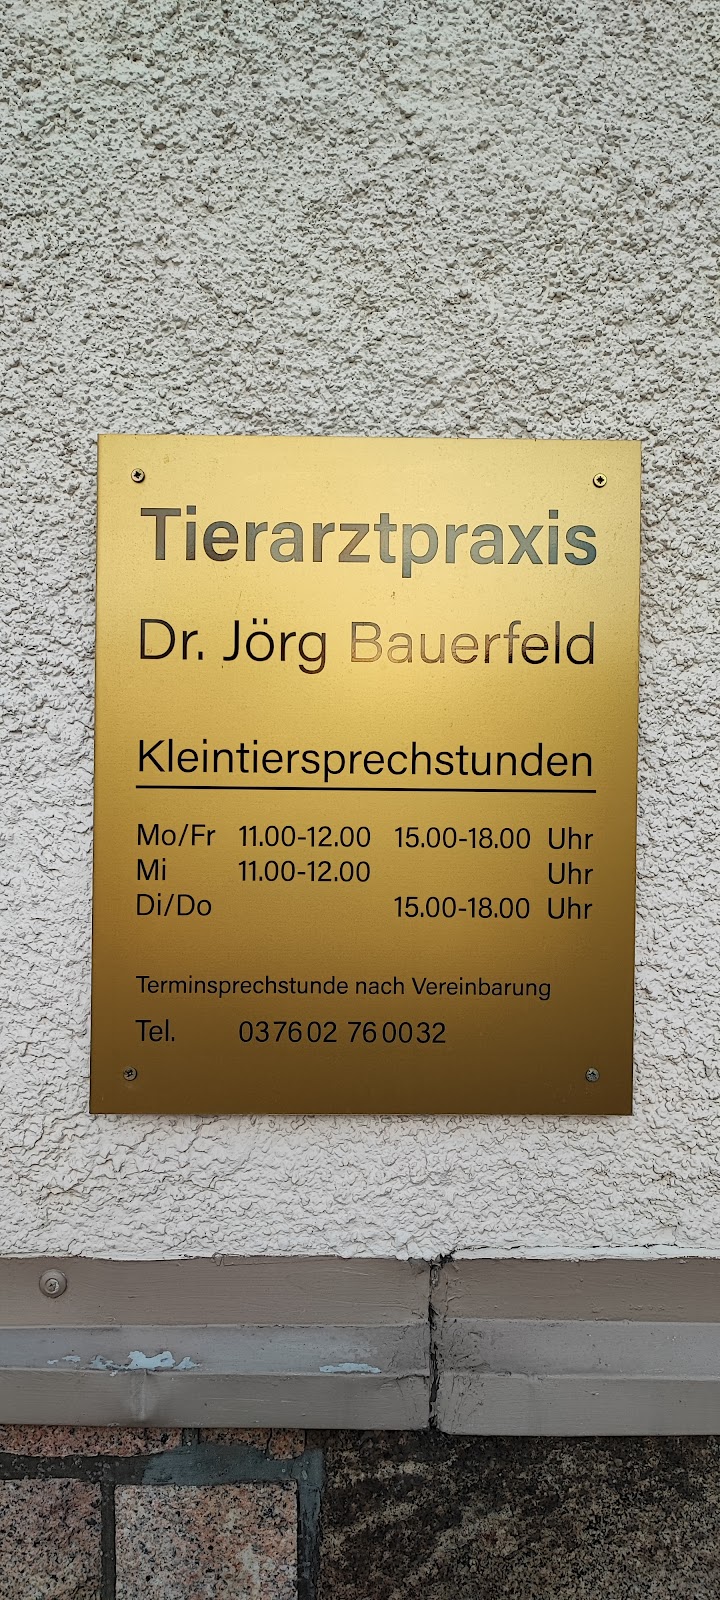 Tierarztpraxis
Dr. Jörg Bauerfeld
Kleintiersprechstunden
Mo/Fr 11.00-12.00 15.00-18.00 Uhr
Mi 11.00-12.00 Uhr
Di/Do 15.00-18.00 Uhr
Terminsprechstunde nach Vereinbarung
Tel. 037602 760032